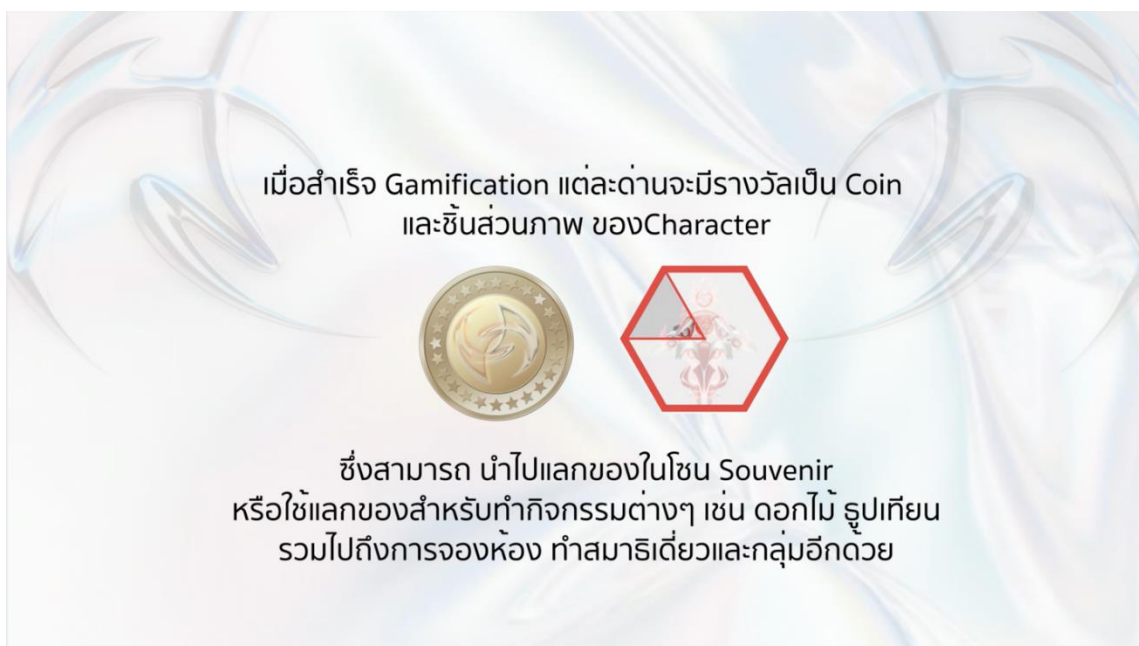 เมื่อสำเร็จ Gamification แต่ละด่านจะมีรางวัลเป็น Coin
และชิ้นส่วนภาพ ของCharacter
ซึ่งสามารถ นำไปแลกของในโซน Souvenir
หรือใช้แลกของสำหรับทำกิจกรรมต่างๆ เช่น ดอกไม้ ธูปเทียน
รวมไปถึงการจองห้อง ทำสมาธิเดี่ยวและกลุ่มอีกด้วย